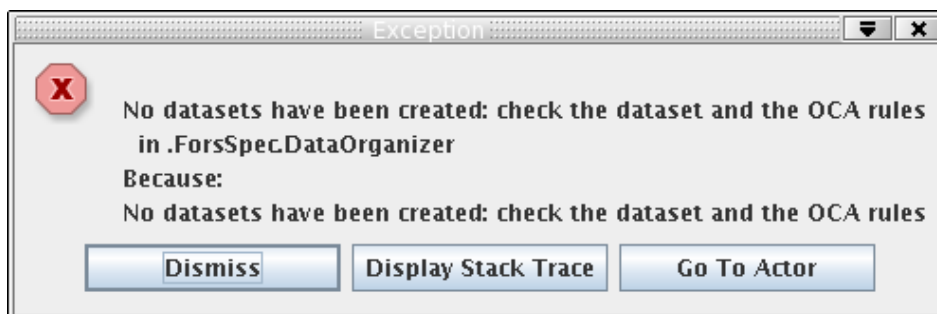 Exception
No datasets have been created: check the dataset and the OCA rules
in .ForsSpec.DataOrganizer
Because:
No datasets have been created: check the dataset and the OCA rules
Dismiss Display Stack Trace Go To Actor